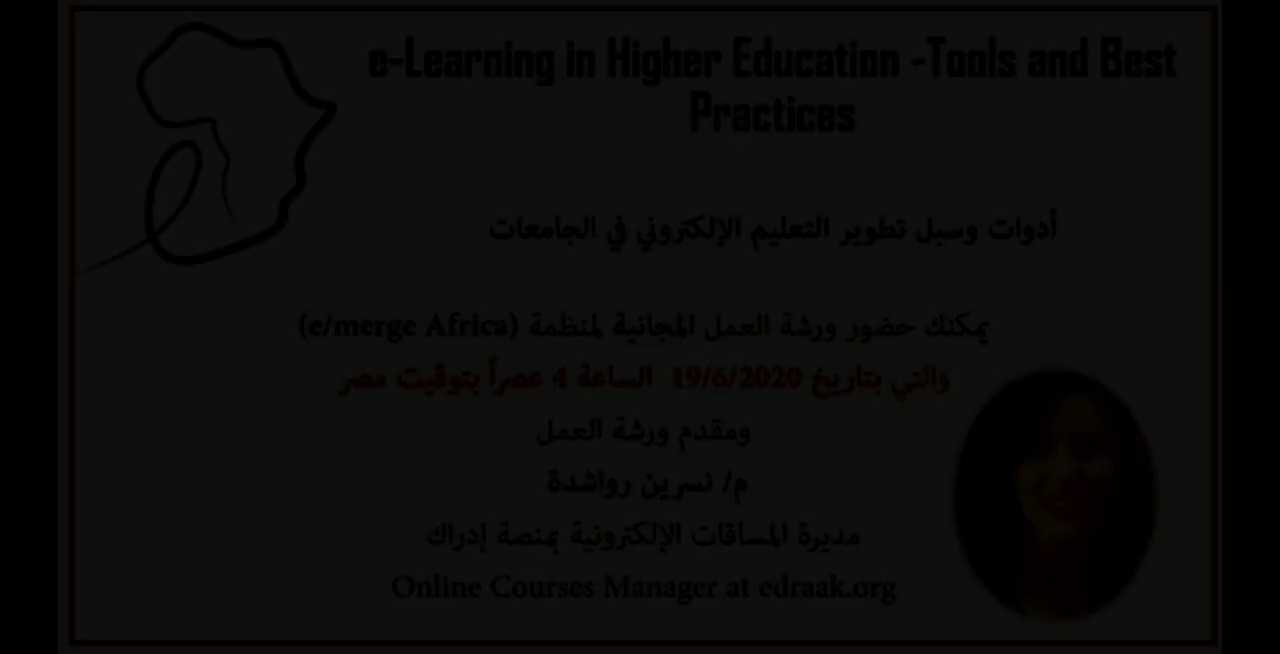 e-Learning in Higher Education -Tools and Best
Practices
أدوات وسبل تطوير التعليم الإلكتروني في الجامعات
يمكنك حضور ورشة العمل المجانية لمنظمة (e/merge Africa)
والتي بتاريخ 19/6/2020 الساعة 4 عصراً بتوقيت مصر
ومقدم ورشة العمل
م/ نسرين رواشدة
مديرة المساقات الإلكترونية بمنصة إدراك
Online Courses Manager at edraak.org